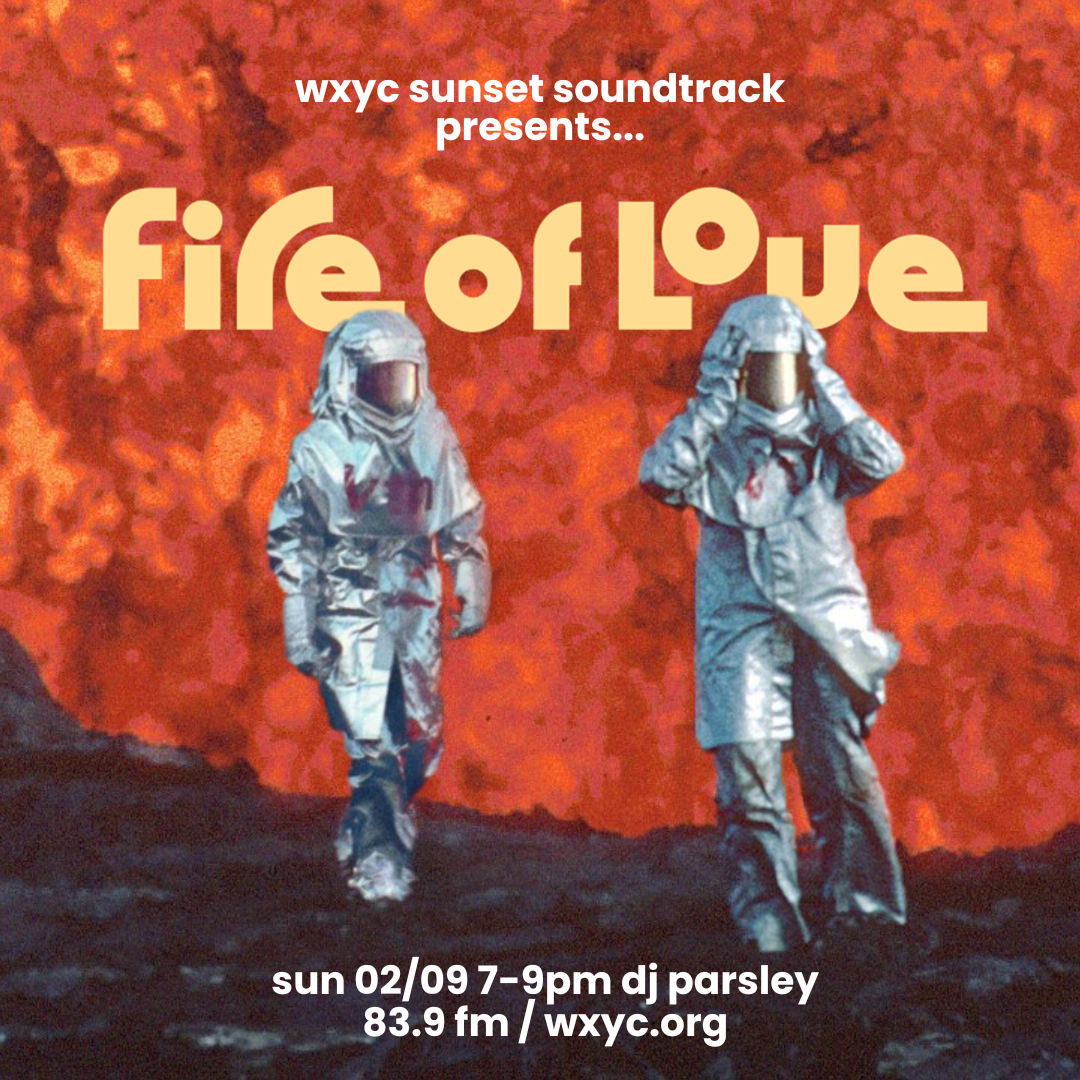 wxyc sunset soundtrack
presents...
fire of Love
sun 02/09 7-9pm dj parsley
83.9 fm / wxyc.org